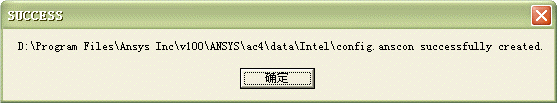 SUCCESS
D:\Program Files\Ansys Inc\v100\ANSYS\ac4\data\Intel\config.anscon successfully created.
确定